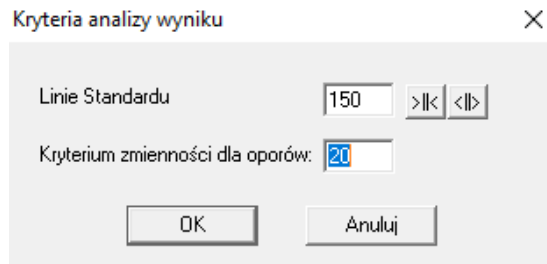 Kryteria analizy wyniku
Linie Standardu 150 >||< <||>
Kryterium zmienności dla oporów: 20
OK Anuluj